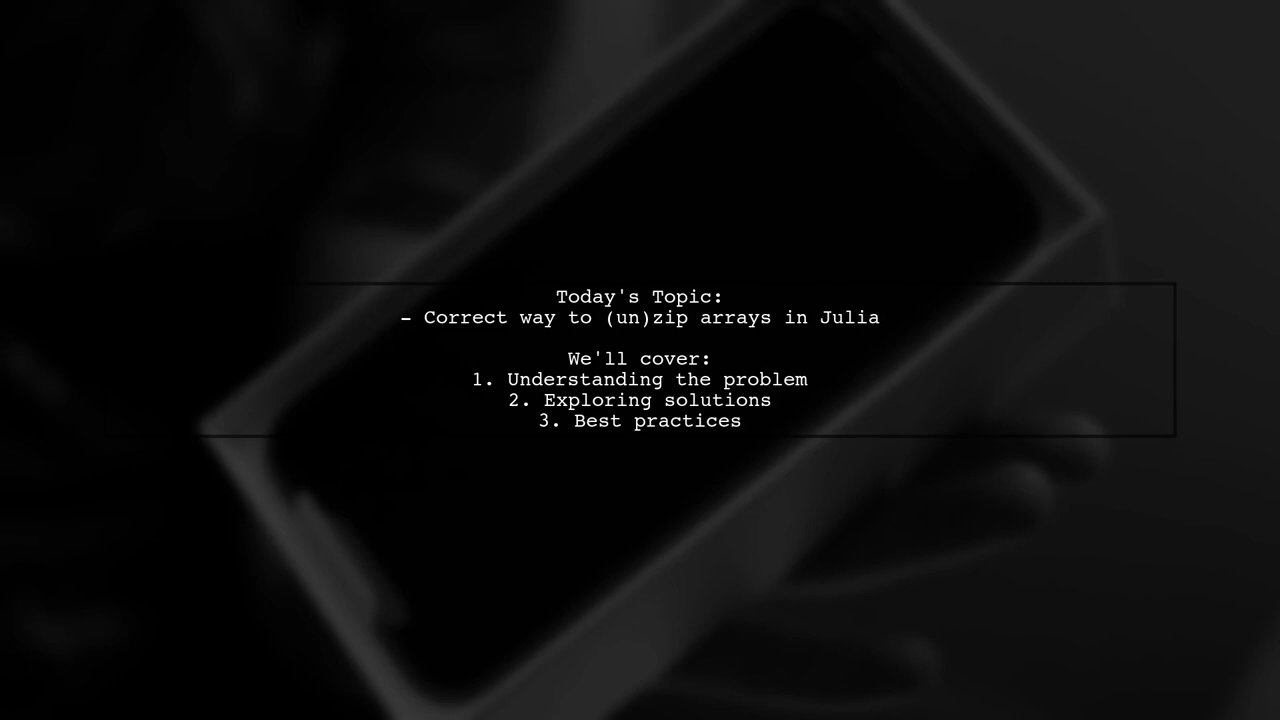 Today's Topic:
- Correct way to (un)zip arrays in Julia
We'll cover:
1. Understanding the problem
2. Exploring solutions
3. Best practices